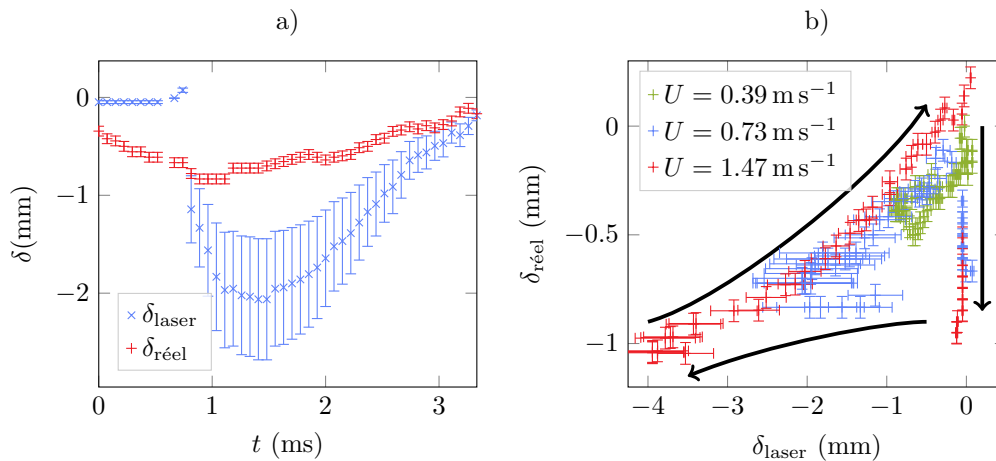 a)
δ(mm)
0
−1
−2
δlaser
δréel
0 1 2 3
t (ms)
b)
δréel (mm)
0
−0.5
−1
U = 0.39 m s⁻¹
U = 0.73 m s⁻¹
U = 1.47 m s⁻¹
−4 −3 −2 −1 0
δlaser (mm)